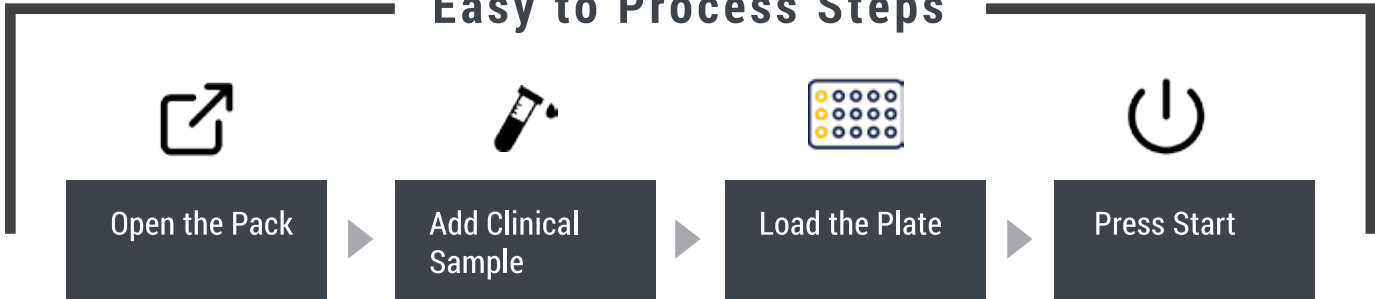 Easy to Process Steps
Open the Pack
Add Clinical
Sample
Load the Plate
Press Start